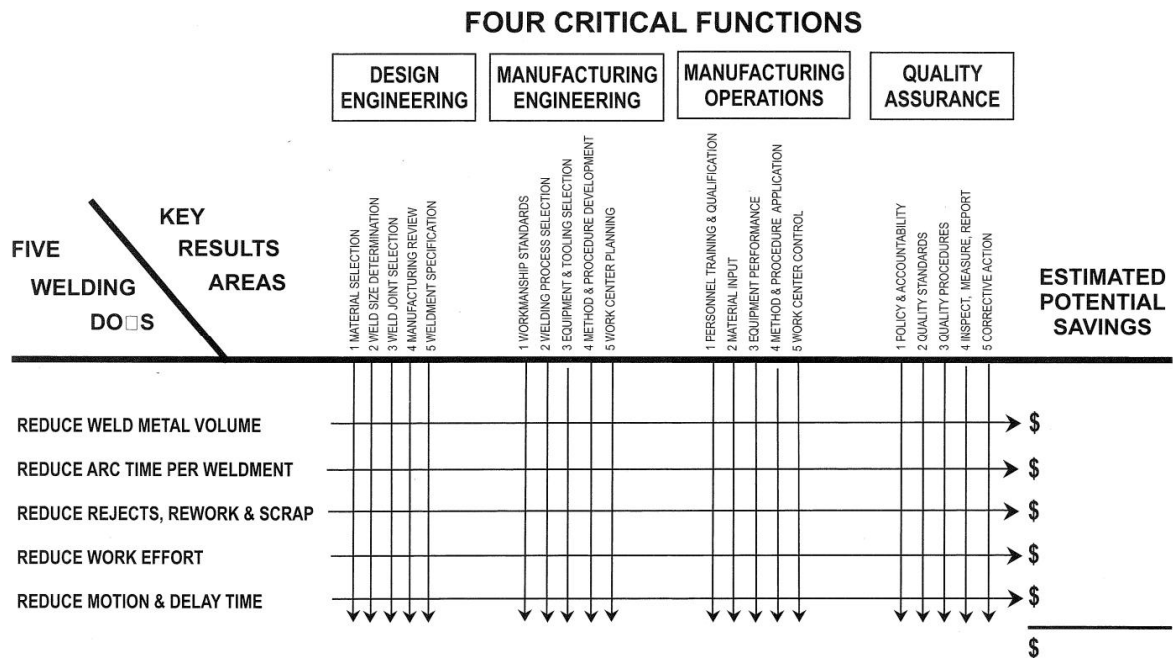 FOUR CRITICAL FUNCTIONS
DESIGN
ENGINEERING
MANUFACTURING
ENGINEERING
MANUFACTURING
OPERATIONS
QUALITY
ASSURANCE
FIVE
WELDING
DO□S
KEY
RESULTS
AREAS
1 MATERIAL SELECTION
2 WELD SIZE DETERMINATION
3 WELD JOINT SELECTION
4 MANUFACTURING REVIEW
5 WELDMENT SPECIFICATION
1 WORKMANSHIP STANDARDS
2 WELDING PROCESS SELECTION
3 EQUIPMENT & TOOLING SELECTION
4 METHOD & PROCEDURE DEVELOPMENT
5 WORK CENTER PLANNING
1 PERSONNEL TRAINING & QUALIFICATION
2 MATERIAL INPUT
3 EQUIPMENT PERFORMANCE
4 METHOD & PROCEDURE APPLICATION
5 WORK CENTER CONTROL
1 POLICY & ACCOUNTABILITY
2 QUALITY STANDARDS
3 QUALITY PROCEDURES
4 INSPECT, MEASURE, REPORT
5 CORRECTIVE ACTION
ESTIMATED
POTENTIAL
SAVINGS
REDUCE WELD METAL VOLUME $
REDUCE ARC TIME PER WELDMENT $
REDUCE REJECTS, REWORK & SCRAP $
REDUCE WORK EFFORT $
REDUCE MOTION & DELAY TIME $
$